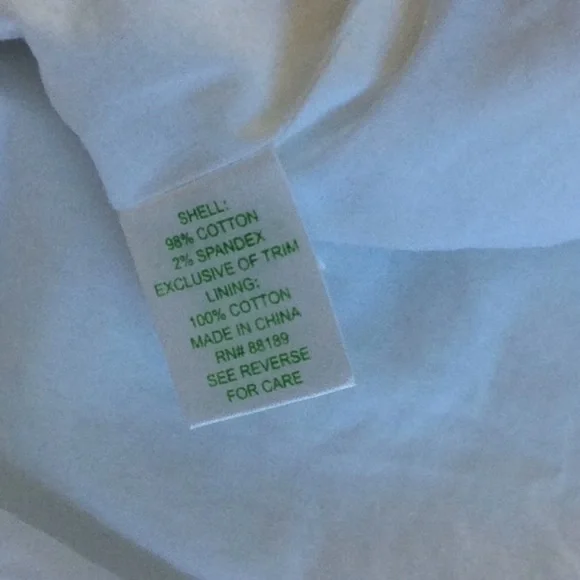 SHELL:
98% COTTON
2% SPANDEX
EXCLUSIVE OF TRIM
LINING:
100% COTTON
MADE IN CHINA
RN# 88189
SEE REVERSE
FOR CARE